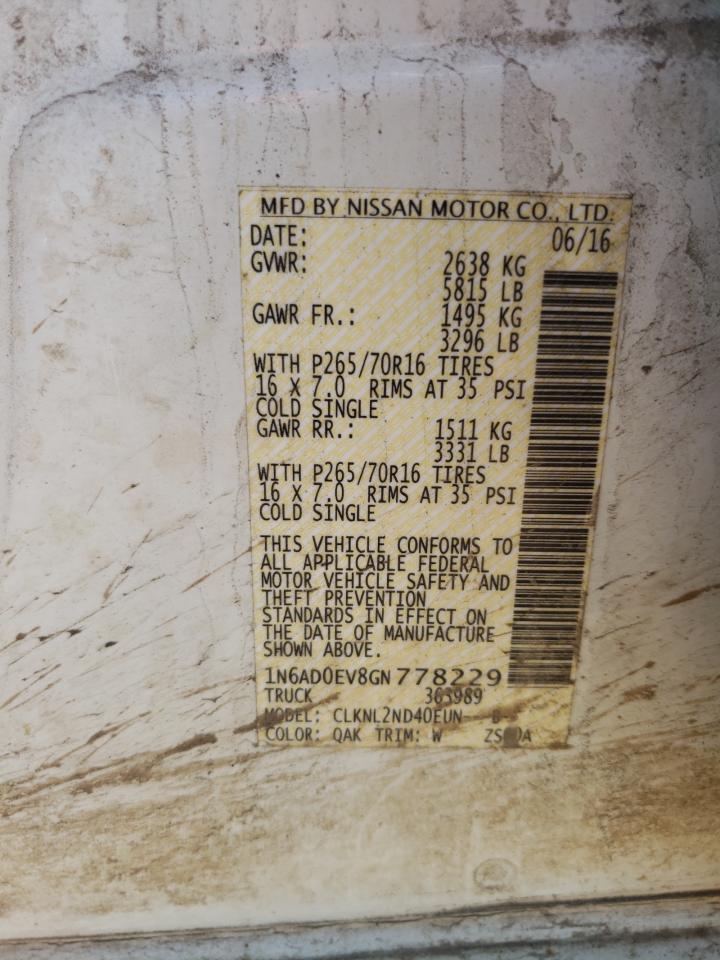 MFD BY NISSAN MOTOR CO., LTD.
DATE: 06/16
GVWR: 2638 KG
5815 LB
GAWR FR.: 1495 KG
3296 LB
WITH P265/70R16 TIRES
16 X 7.0 RIMS AT 35 PSI
COLD SINGLE
GAWR RR.: 1511 KG
3331 LB
WITH P265/70R16 TIRES
16 X 7.0 RIMS AT 35 PSI
COLD SINGLE
THIS VEHICLE CONFORMS TO
ALL APPLICABLE FEDERAL
MOTOR VEHICLE SAFETY AND
THEFT PREVENTION
STANDARDS IN EFFECT ON
THE DATE OF MANUFACTURE
SHOWN ABOVE.
1N6AD0EV8GN778229
TRUCK 363989
MODEL: CLKNL2ND40EUN-- B-
COLOR: QAK TRIM: W